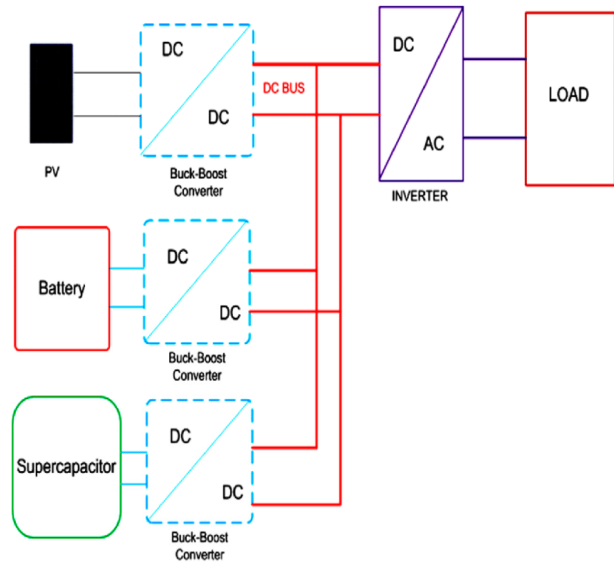 DC
DC
PV
Buck-Boost
Converter
DC BUS
DC
AC
INVERTER
LOAD
Battery
DC
DC
Buck-Boost
Converter
Supercapacitor
DC
DC
Buck-Boost
Converter